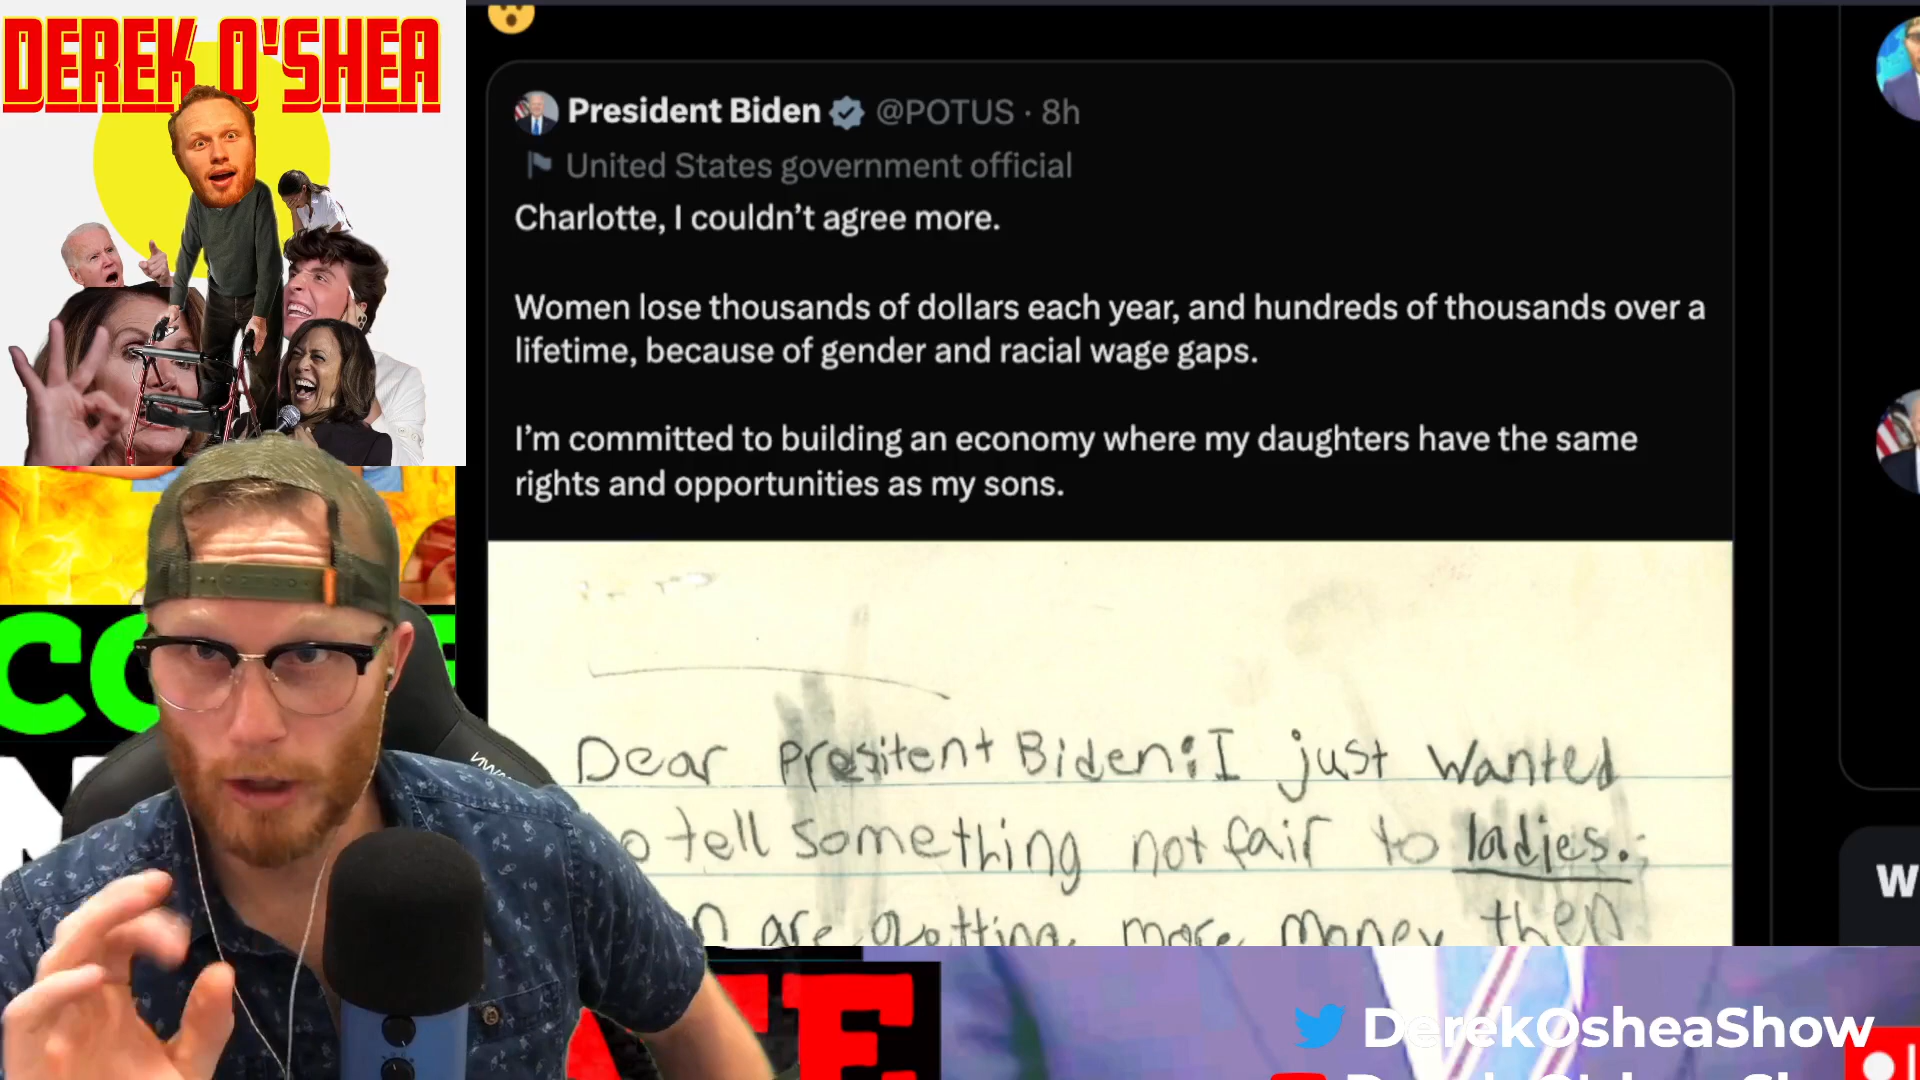 DEREK O'SHEA
President Biden @POTUS · 8h
United States government official
Charlotte, I couldn't agree more.
Women lose thousands of dollars each year, and hundreds of thousands over a
lifetime, because of gender and racial wage gaps.
I'm committed to building an economy where my daughters have the same
rights and opportunities as my sons.
Dear presitent Biden: I just wanted
o tell something not fair to ladies.
n are getting more money then
DerekOsheaShow
W
CO